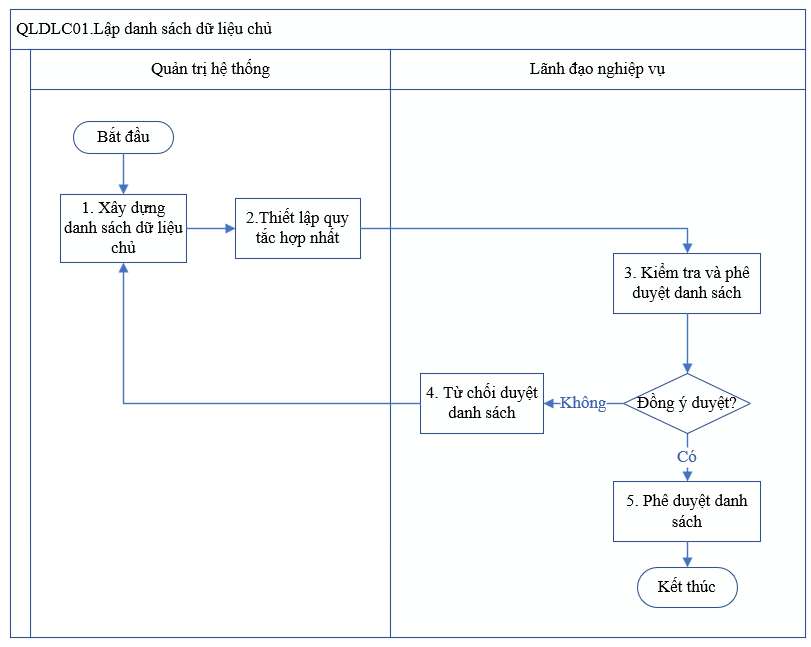 QLDLC01.Lập danh sách dữ liệu chủ
Quản trị hệ thống
Lãnh đạo nghiệp vụ
Bắt đầu
1. Xây dựng
danh sách dữ liệu
chủ
2.Thiết lập quy
tắc hợp nhất
3. Kiểm tra và phê
duyệt danh sách
4. Từ chối duyệt
danh sách
Không
Đồng ý duyệt?
Có
5. Phê duyệt danh
sách
Kết thúc